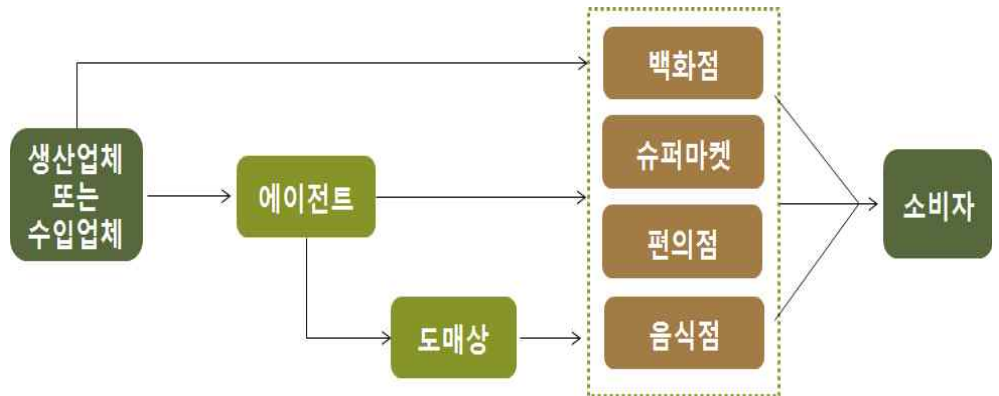 백화점
생산업체
또는
수입업체
에이전트
슈퍼마켓
편의점
소비자
도매상
음식점